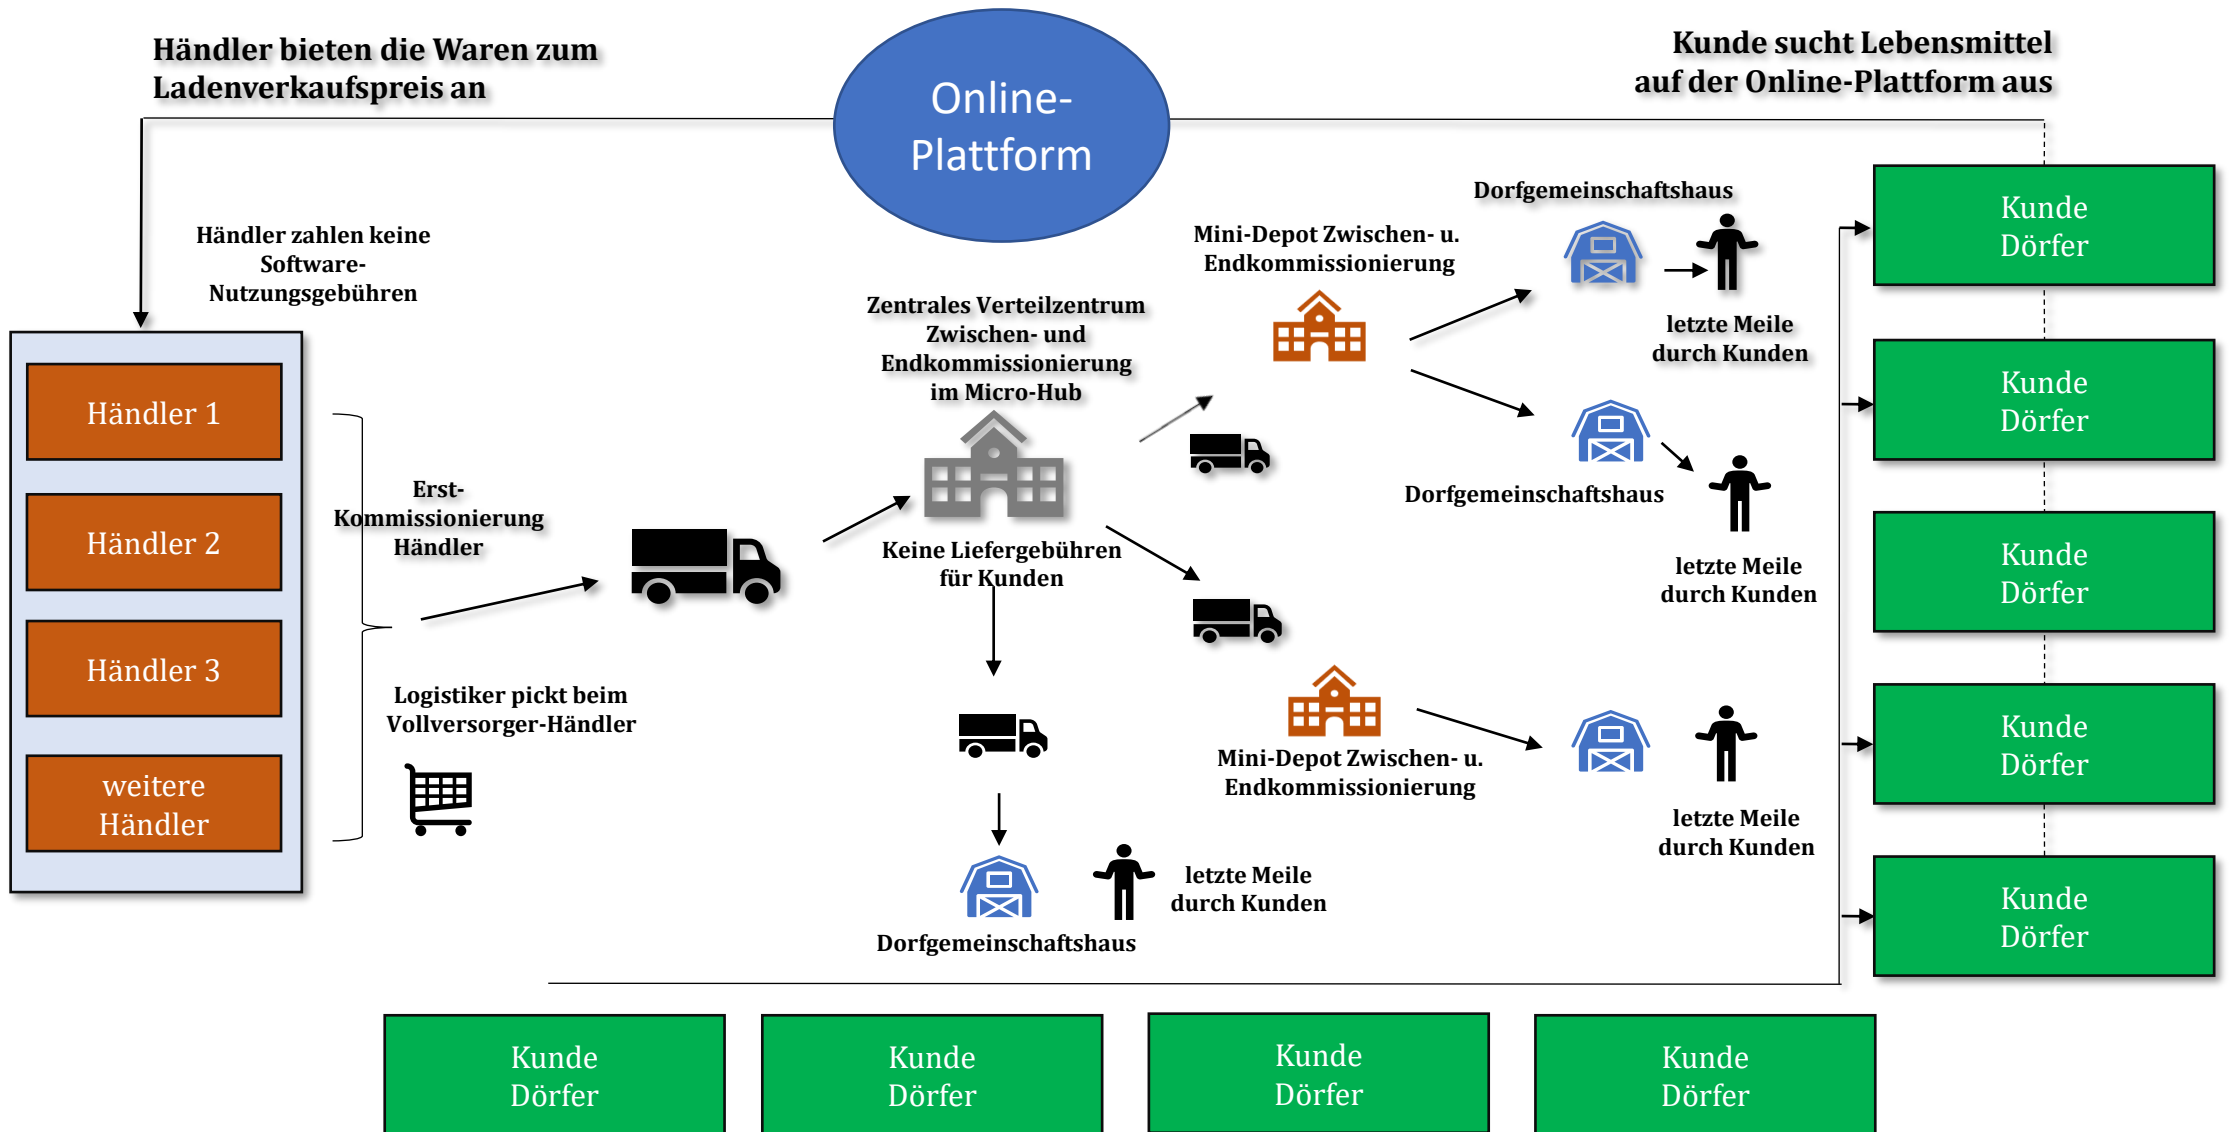 Händler bieten die Waren zum
Ladenverkaufspreis an
Online-
Plattform
Kunde sucht Lebensmittel
auf der Online-Plattform aus
Händler zahlen keine
Software-
Nutzungsgebühren
Händler 1
Händler 2
Händler 3
weitere
Händler
Erst-
Kommissionierung
Händler
Logistiker pickt beim
Vollversorger-Händler
Zentrales Verteilzentrum
Zwischen- und
Endkommissionierung
im Micro-Hub
Keine Liefergebühren
für Kunden
Mini-Depot Zwischen- u.
Endkommissionierung
Dorfgemeinschaftshaus
letzte Meile
durch Kunden
Dorfgemeinschaftshaus
letzte Meile
durch Kunden
Mini-Depot Zwischen- u.
Endkommissionierung
letzte Meile
durch Kunden
Dorfgemeinschaftshaus
letzte Meile
durch Kunden
Kunde
Dörfer
Kunde
Dörfer
Kunde
Dörfer
Kunde
Dörfer
Kunde
Dörfer
Kunde
Dörfer
Kunde
Dörfer
Kunde
Dörfer
Kunde
Dörfer